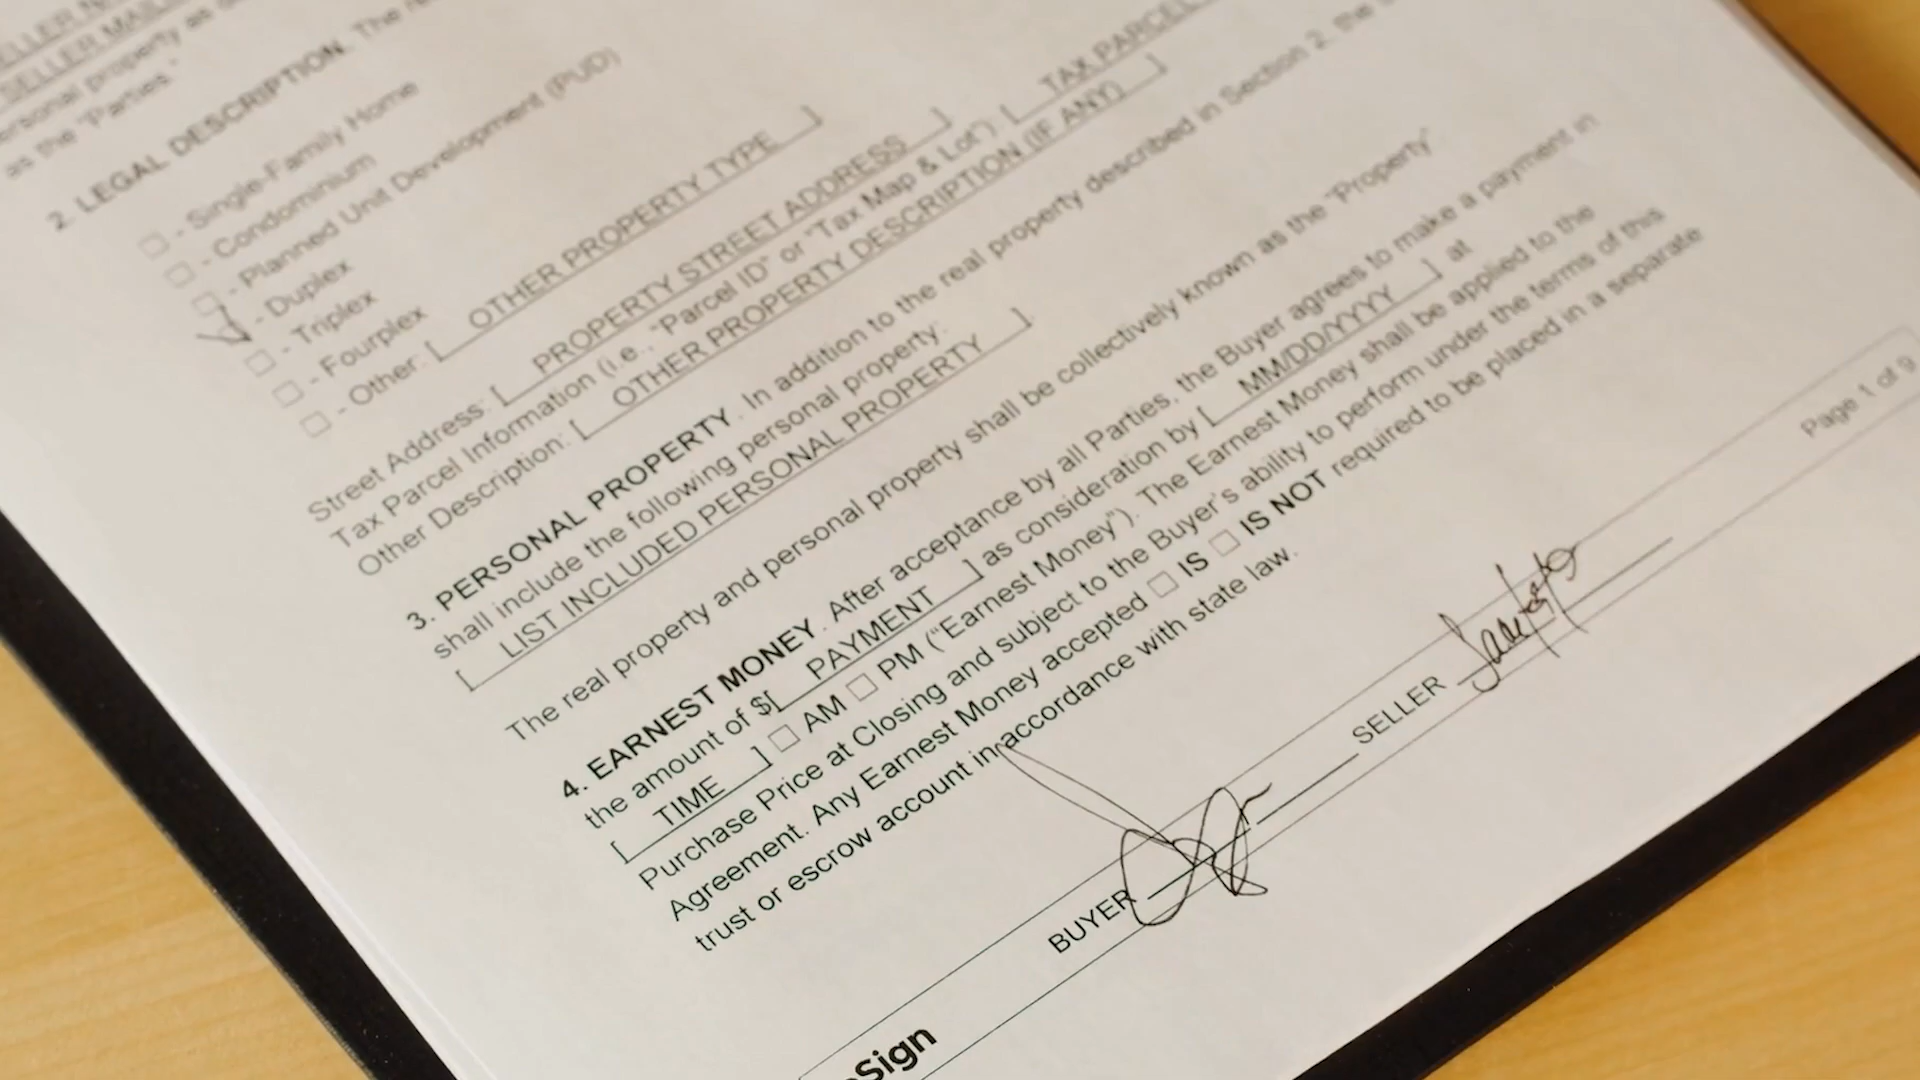 SELLER MAILI
ersonal property as
as the "Parties."
2. LEGAL DESCRIPTION. The re
☐ - Single-Family Home
☐ - Condominium
☐ - Planned Unit Development (PUD)
☑ - Duplex
☐ - Triplex
☐ - Fourplex
☐ - Other: [ OTHER PROPERTY TYPE ]
Street Address: [ PROPERTY STREET ADDRESS ]
Tax Parcel Information (i.e., "Parcel ID" or "Tax Map & Lot"): [ TAX PARCEL
Other Description: [ OTHER PROPERTY DESCRIPTION (IF ANY) ]
3. PERSONAL PROPERTY. In addition to the real property described in Section 2, the
shall include the following personal property:
[ LIST INCLUDED PERSONAL PROPERTY ].
The real property and personal property shall be collectively known as the "Property"
4. EARNEST MONEY. After acceptance by all Parties, the Buyer agrees to make a payment in
the amount of $[ PAYMENT ] as consideration by [ MM/DD/YYYY ] at
[ TIME ] ☐ AM ☐ PM ("Earnest Money"). The Earnest Money shall be applied to the
Purchase Price at Closing and subject to the Buyer's ability to perform under the terms of this
Agreement. Any Earnest Money accepted ☐ IS ☐ IS NOT required to be placed in a separate
trust or escrow account in accordance with state law.
BUYER SELLER
Page 1 of 9
Sign